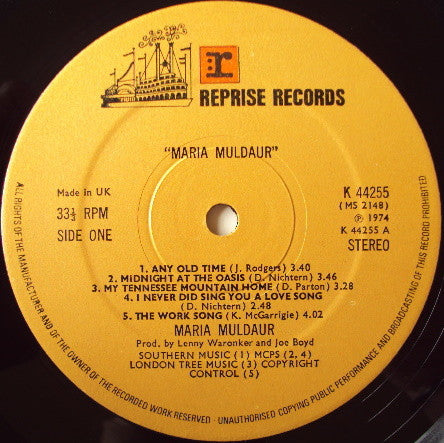 r
REPRISE RECORDS
"MARIA MULDAUR"
Made in UK
33⅓ RPM
SIDE ONE
K 44255
(MS 2148)
℗ 1974
K 44255 A
STEREO
1. ANY OLD TIME (J. Rodgers) 3.40
2. MIDNIGHT AT THE OASIS (D. Nichtern) 3.46
3. MY TENNESSEE MOUNTAIN HOME (D. Parton) 3.28
4. I NEVER DID SING YOU A LOVE SONG
(D. Nichtern) 2.48
5. THE WORK SONG (K. McGarrigie) 4.02
MARIA MULDAUR
Prod. by Lenny Waronker and Joe Boyd
SOUTHERN MUSIC (1) MCPS (2, 4)
LONDON TREE MUSIC (3) COPYRIGHT
CONTROL (5)
ALL RIGHTS OF THE MANUFACTURER AND OF THE OWNER OF THE RECORDED WORK RESERVED - UNAUTHORISED COPYING PUBLIC PERFORMANCE AND BROADCASTING OF THIS RECORD PROHIBITED